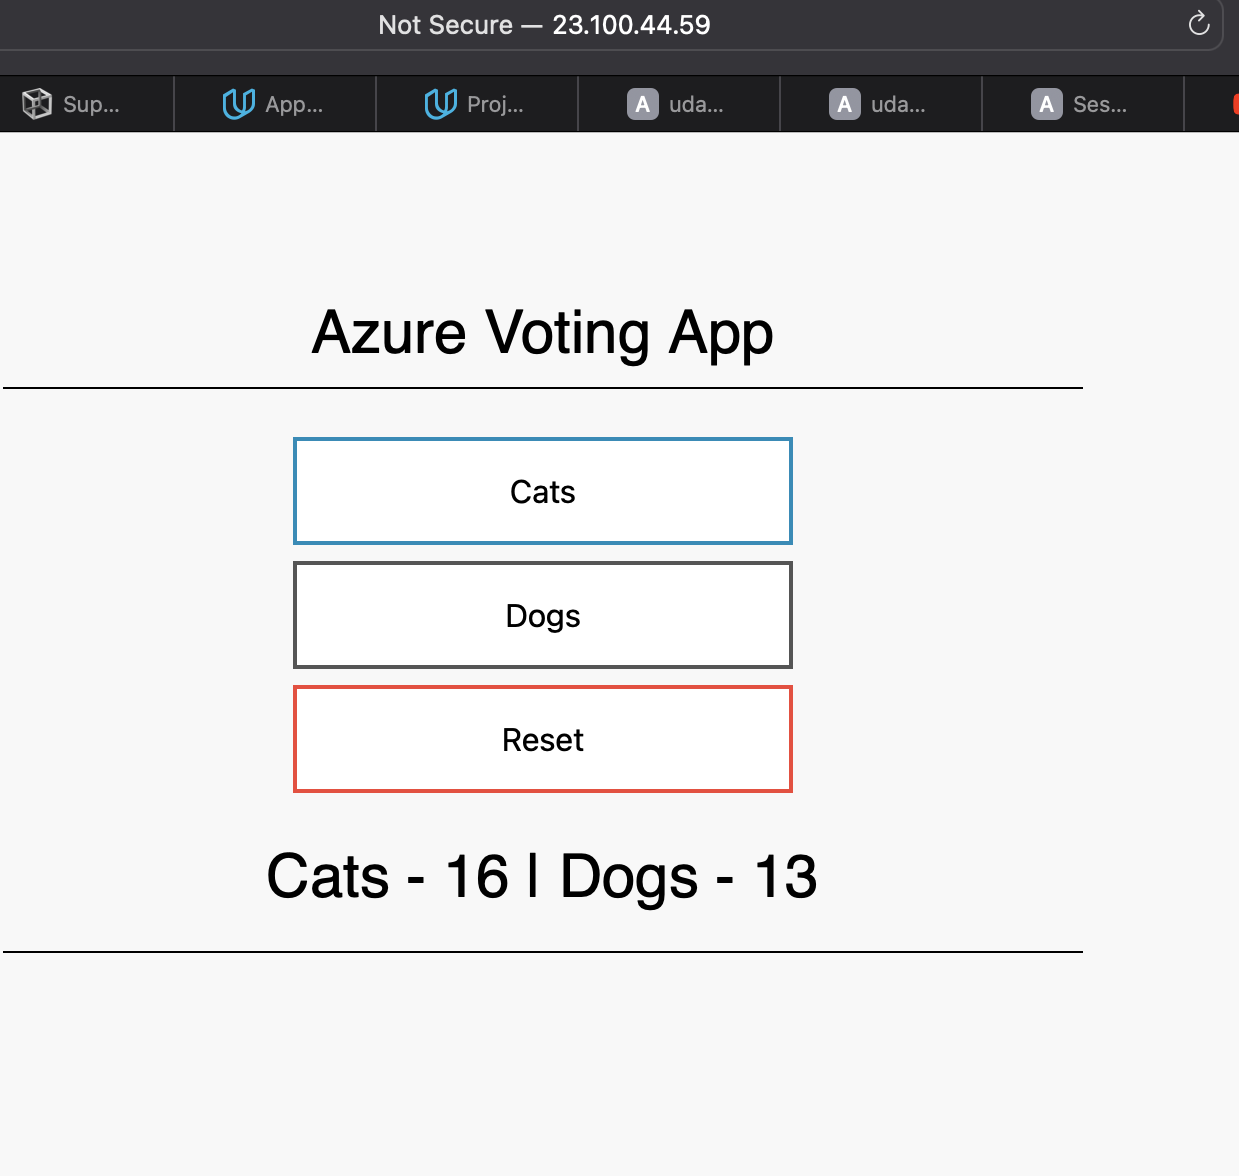 Not Secure — 23.100.44.59
Sup... App... Proj... A uda... A uda... A Ses...
Azure Voting App
Cats
Dogs
Reset
Cats - 16 | Dogs - 13